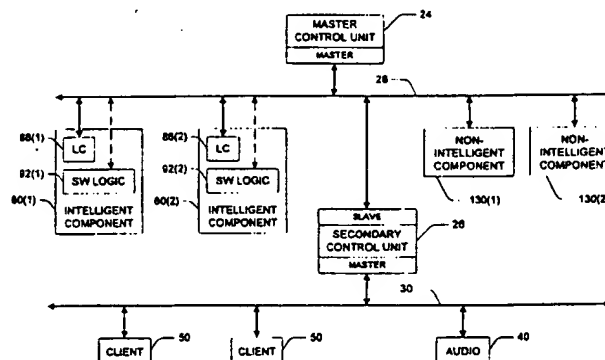 MASTER
CONTROL UNIT
MASTER
24
28
88(1)
LC
92(1)
SW LOGIC
60(1)
INTELLIGENT
COMPONENT
88(2)
LC
92(2)
SW LOGIC
60(2)
INTELLIGENT
COMPONENT
NON-
INTELLIGENT
COMPONENT
130(1)
NON-
INTELLIGENT
COMPONENT
130(2)
SLAVE
SECONDARY
CONTROL UNIT
MASTER
26
30
CLIENT
50
CLIENT
50
AUDIO
40